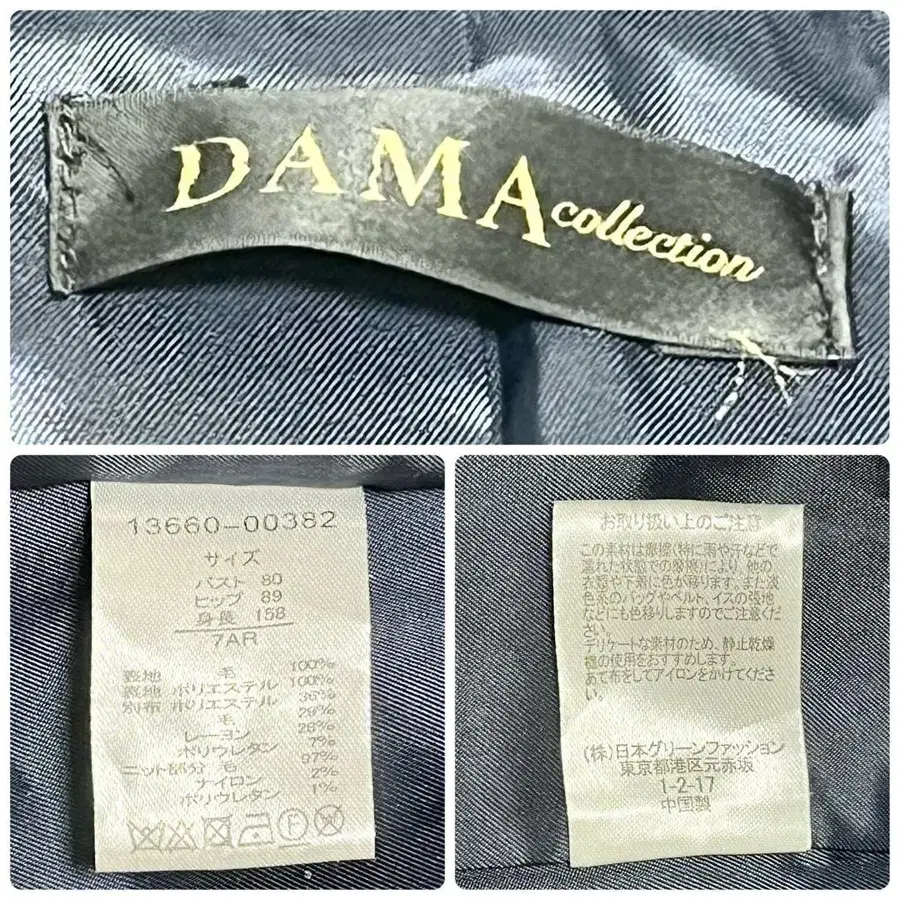 DAMA collection
13660-00382
サイズ
バスト 80
ヒップ 89
身長 158
7AR
表地 毛 100%
裏地 ポリエステル 100%
別布 ポリエステル 36%
毛 29%
レーヨン 28%
ポリウレタン 7%
ニット部分 毛 97%
ナイロン 2%
ポリウレタン 1%
お取り扱い上のご注意
この素材は摩擦(特に雨や汗などで
濡れた状態での摩擦)により、他の
衣類や下着に色が移ります。また淡
色系のバッグやベルト、イスの張地
などにも色移りしますのでご注意くだ
さい。
デリケートな素材のため、静止乾燥
機の使用をおすすめします。
あて布をしてアイロンをかけてくださ
い。
(株)日本グリーンファッション
東京都港区元赤坂
1-2-17
中国製